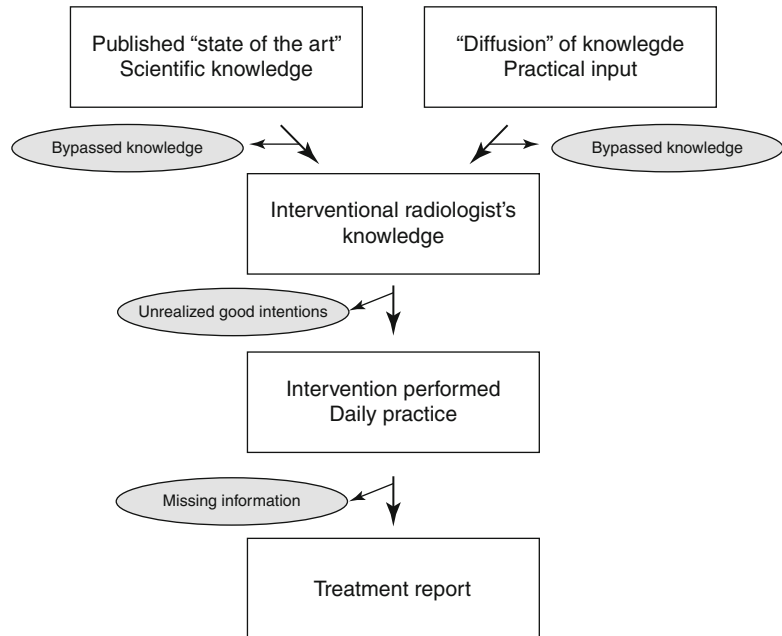 Published “state of the art”
Scientific knowledge
“Diffusion” of knowlegde
Practical input
Bypassed knowledge
Bypassed knowledge
Interventional radiologist’s
knowledge
Unrealized good intentions
Intervention performed
Daily practice
Missing information
Treatment report